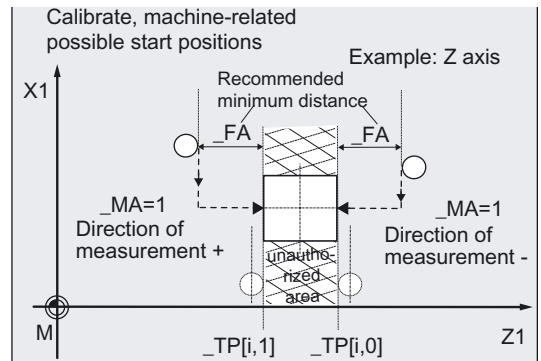 Calibrate, machine-related
possible start positions
Example: Z axis
X1
Recommended
minimum distance
_FA
_FA
_MA=1
Direction of
measurement +
_MA=1
Direction of
measurement -
unautho-
rized
area
M
_TP[i,1]
_TP[i,0]
Z1